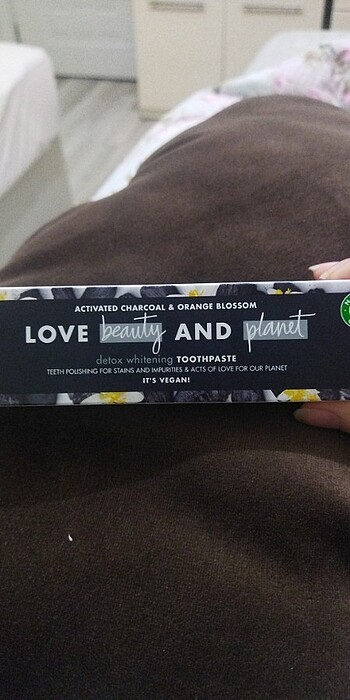 ACTIVATED CHARCOAL & ORANGE BLOSSOM
LOVE beauty AND planet
detox whitening TOOTHPASTE
TEETH POLISHING FOR STAINS AND IMPURITIES & ACTS OF LOVE FOR OUR PLANET
IT'S VEGAN!